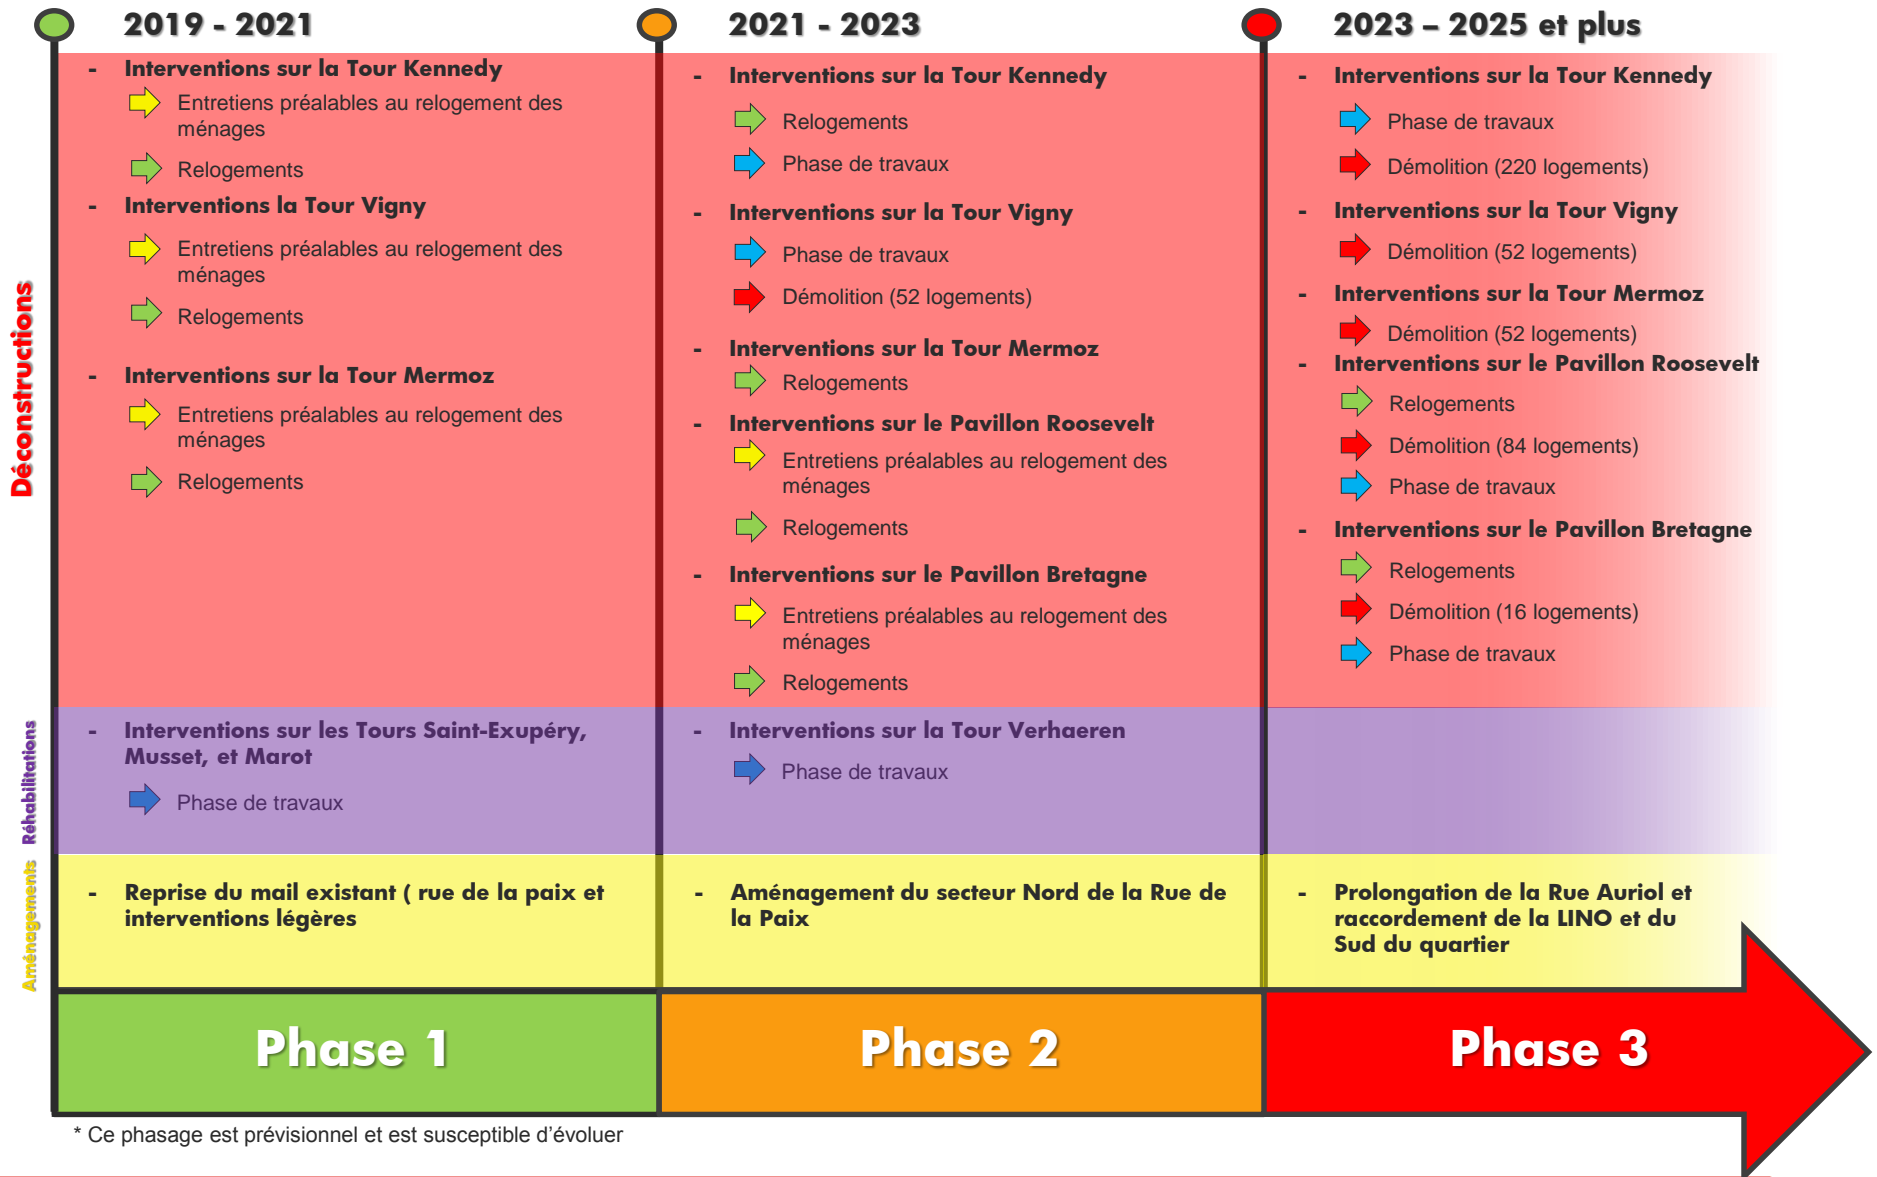 2019 - 2021
- Interventions sur la Tour Kennedy
Entretiens préalables au relogement des
ménages
Relogements
- Interventions la Tour Vigny
Entretiens préalables au relogement des
ménages
Relogements
- Interventions sur la Tour Mermoz
Entretiens préalables au relogement des
ménages
Relogements
2021 - 2023
- Interventions sur la Tour Kennedy
Relogements
Phase de travaux
- Interventions sur la Tour Vigny
Phase de travaux
Démolition (52 logements)
- Interventions sur la Tour Mermoz
Relogements
- Interventions sur le Pavillon Roosevelt
Entretiens préalables au relogement des
ménages
Relogements
- Interventions sur le Pavillon Bretagne
Entretiens préalables au relogement des
ménages
Relogements
2023 – 2025 et plus
- Interventions sur la Tour Kennedy
Phase de travaux
Démolition (220 logements)
- Interventions sur la Tour Vigny
Démolition (52 logements)
- Interventions sur la Tour Mermoz
Démolition (52 logements)
- Interventions sur le Pavillon Roosevelt
Relogements
Démolition (84 logements)
Phase de travaux
- Interventions sur le Pavillon Bretagne
Relogements
Démolition (16 logements)
Phase de travaux
Déconstructions
Réhabilitations
- Interventions sur les Tours Saint-Exupéry,
Musset, et Marot
Phase de travaux
- Interventions sur la Tour Verhaeren
Phase de travaux
Aménagements
- Reprise du mail existant ( rue de la paix et
interventions légères
- Aménagement du secteur Nord de la Rue de
la Paix
- Prolongation de la Rue Auriol et
raccordement de la LINO et du
Sud du quartier
Phase 1
Phase 2
Phase 3
* Ce phasage est prévisionnel et est susceptible d'évoluer